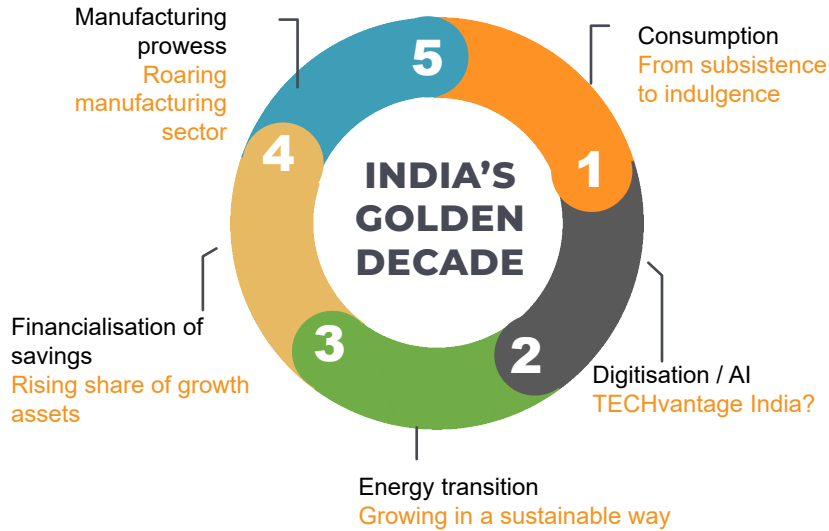 INDIA'S
GOLDEN
DECADE
1
Consumption
From subsistence
to indulgence
2
Digitisation / AI
TECHvantage India?
3
Energy transition
Growing in a sustainable way
4
Financialisation of
savings
Rising share of growth
assets
5
Manufacturing
prowess
Roaring
manufacturing
sector